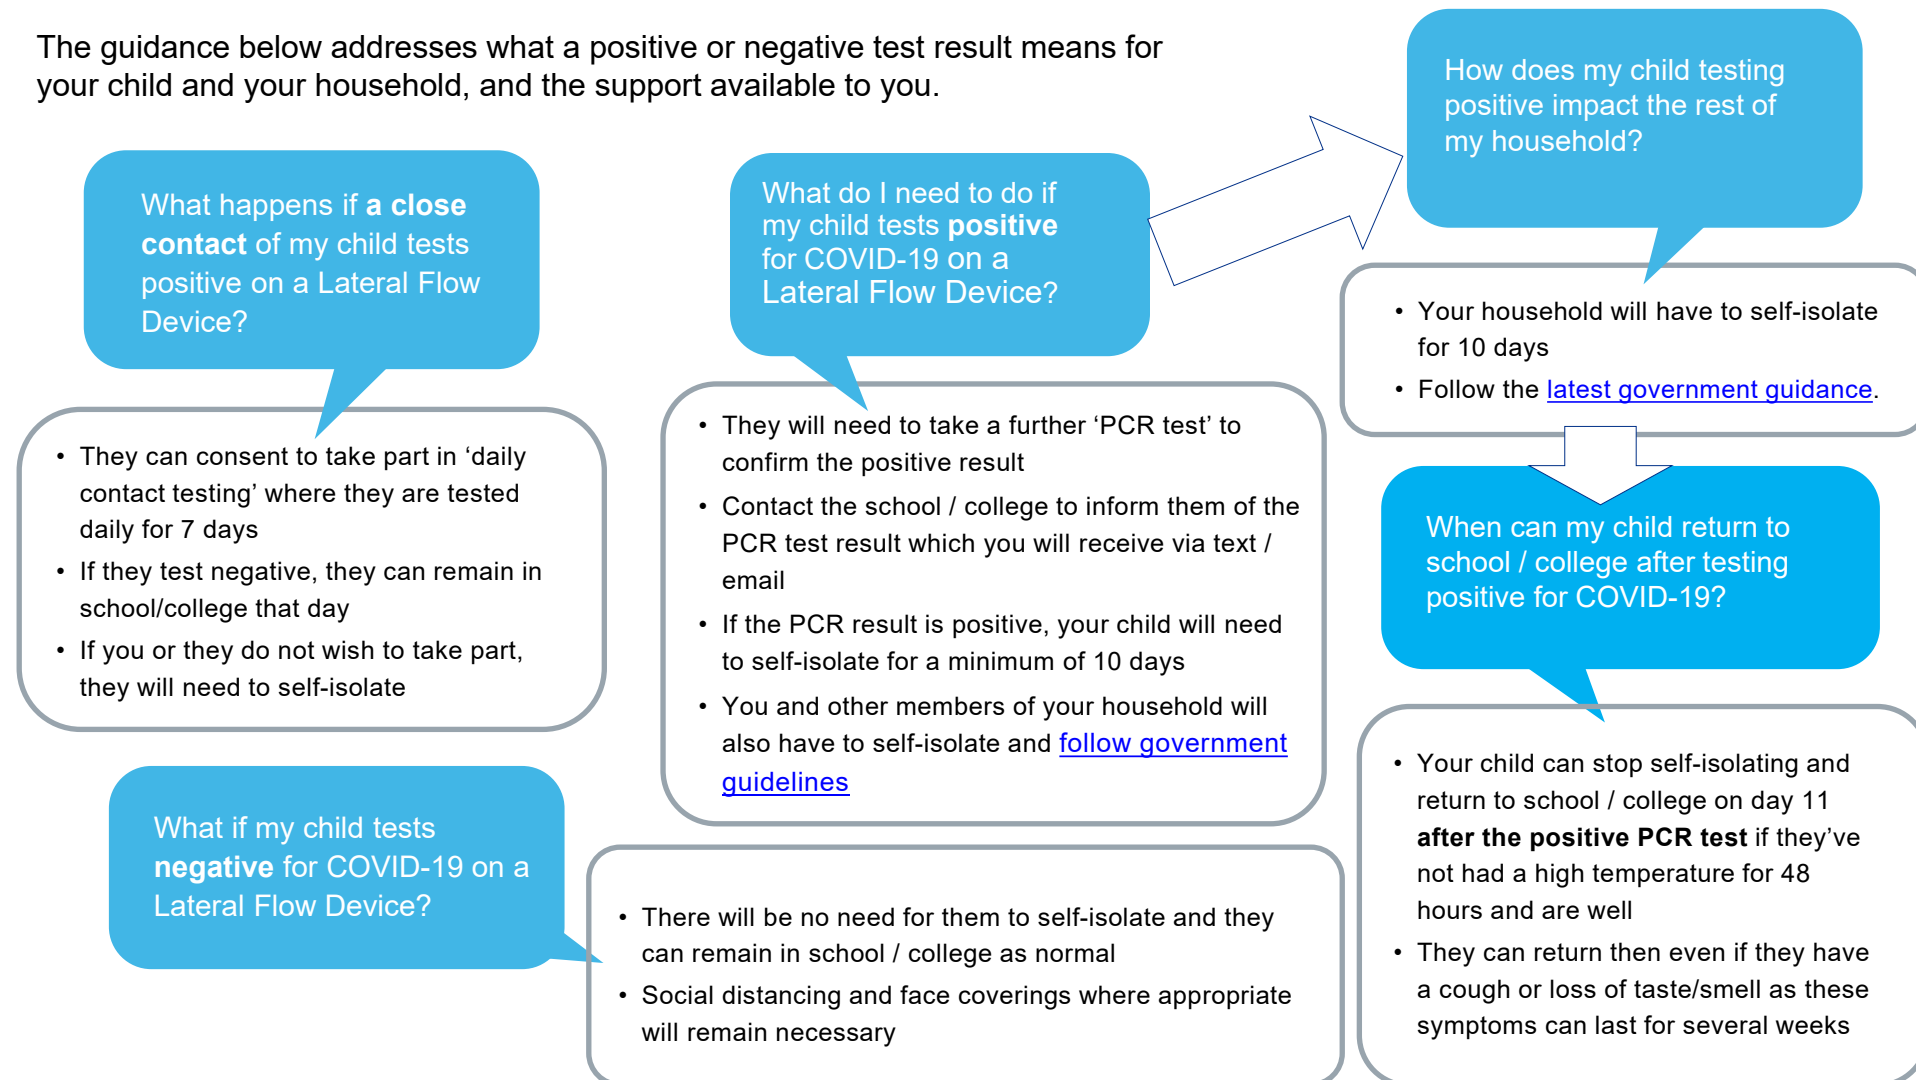 The guidance below addresses what a positive or negative test result means for
your child and your household, and the support available to you.
What happens if a close
contact of my child tests
positive on a Lateral Flow
Device?
• They can consent to take part in ‘daily
contact testing’ where they are tested
daily for 7 days
• If they test negative, they can remain in
school/college that day
• If you or they do not wish to take part,
they will need to self-isolate
What if my child tests
negative for COVID-19 on a
Lateral Flow Device?
• There will be no need for them to self-isolate and they
can remain in school / college as normal
• Social distancing and face coverings where appropriate
will remain necessary
What do I need to do if
my child tests positive
for COVID-19 on a
Lateral Flow Device?
• They will need to take a further ‘PCR test’ to
confirm the positive result
• Contact the school / college to inform them of the
PCR test result which you will receive via text /
email
• If the PCR result is positive, your child will need
to self-isolate for a minimum of 10 days
• You and other members of your household will
also have to self-isolate and follow government
guidelines
How does my child testing
positive impact the rest of
my household?
• Your household will have to self-isolate
for 10 days
• Follow the latest government guidance.
When can my child return to
school / college after testing
positive for COVID-19?
• Your child can stop self-isolating and
return to school / college on day 11
after the positive PCR test if they’ve
not had a high temperature for 48
hours and are well
• They can return then even if they have
a cough or loss of taste/smell as these
symptoms can last for several weeks